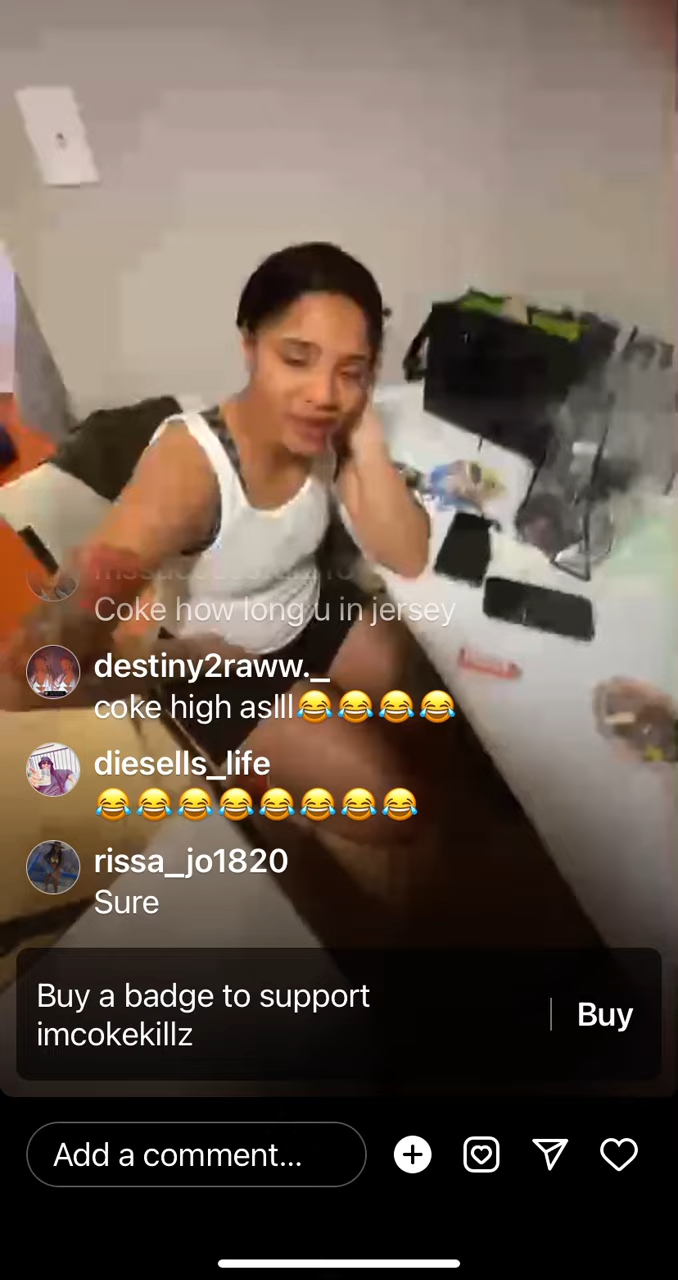 Coke how long u in jersey
destiny2raww._
coke high aslll😂😂😂😂
diesells_life
😂😂😂😂😂😂😂😂
rissa_jo1820
Sure
Buy a badge to support
imcokekillz
Buy
Add a comment...